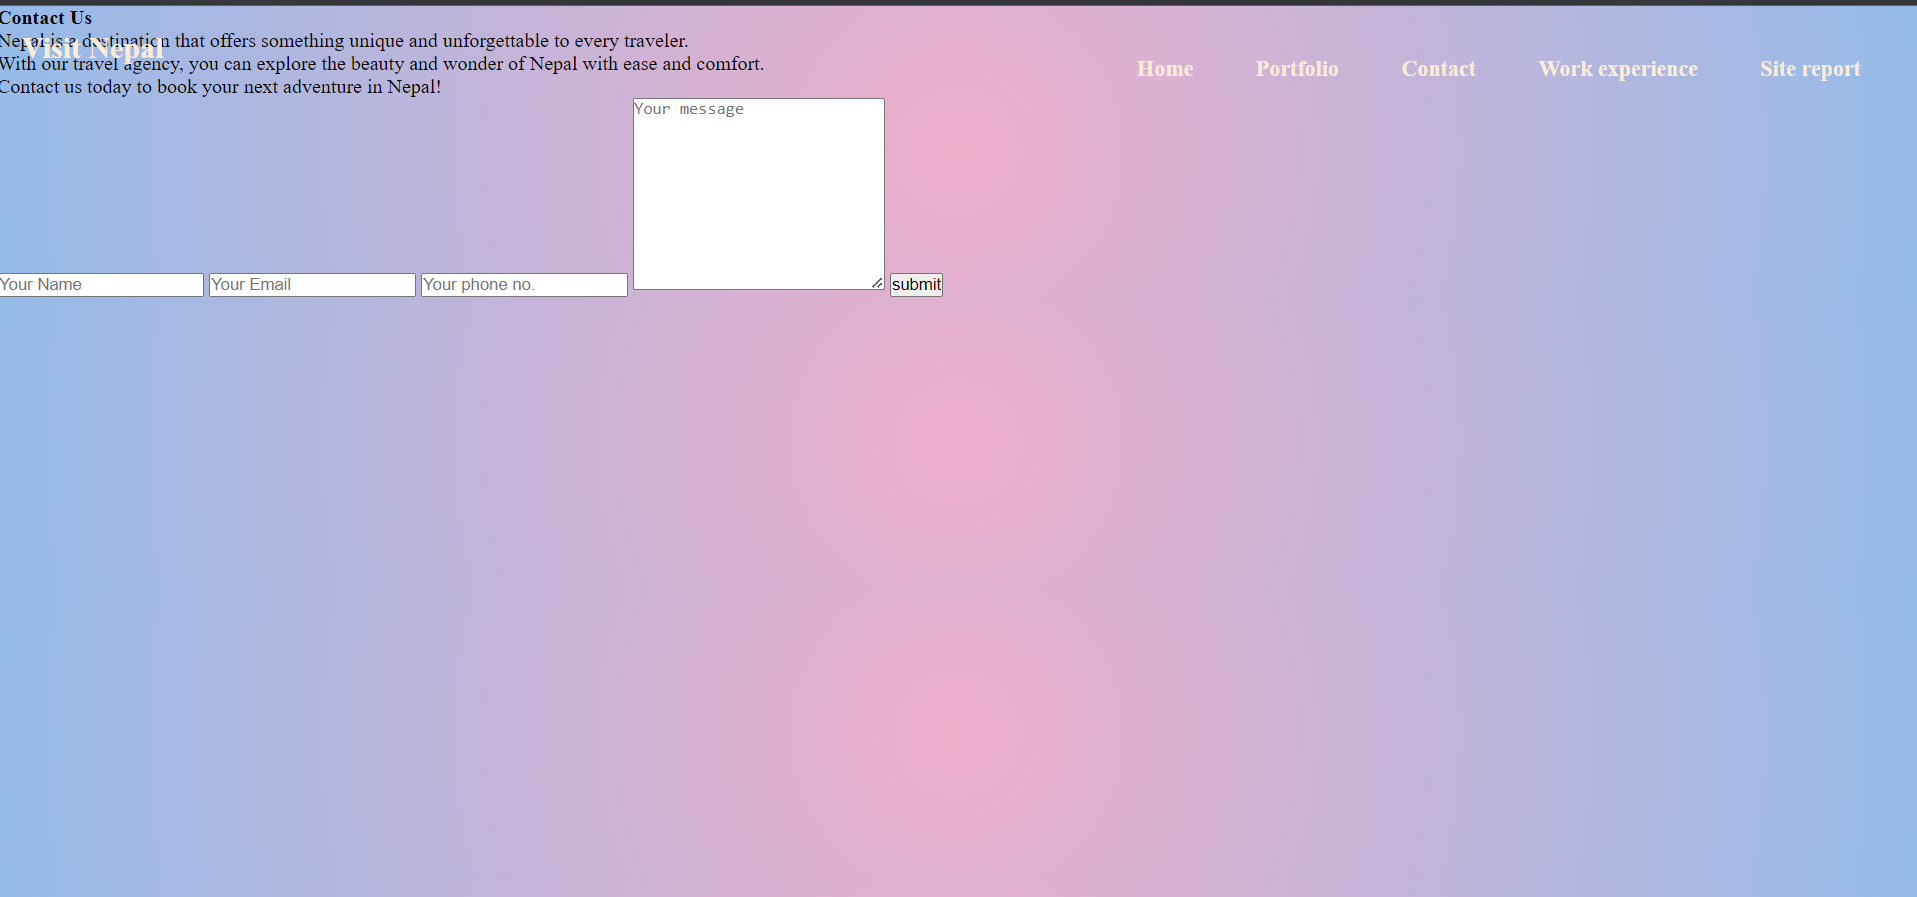 Contact Us
Nepal is a destination that offers something unique and unforgettable to every traveler.
Visit Nepal
With our travel agency, you can explore the beauty and wonder of Nepal with ease and comfort.
Home Portfolio Contact Work experience Site report
Contact us today to book your next adventure in Nepal!
Your message
Your Name Your Email Your phone no. submit